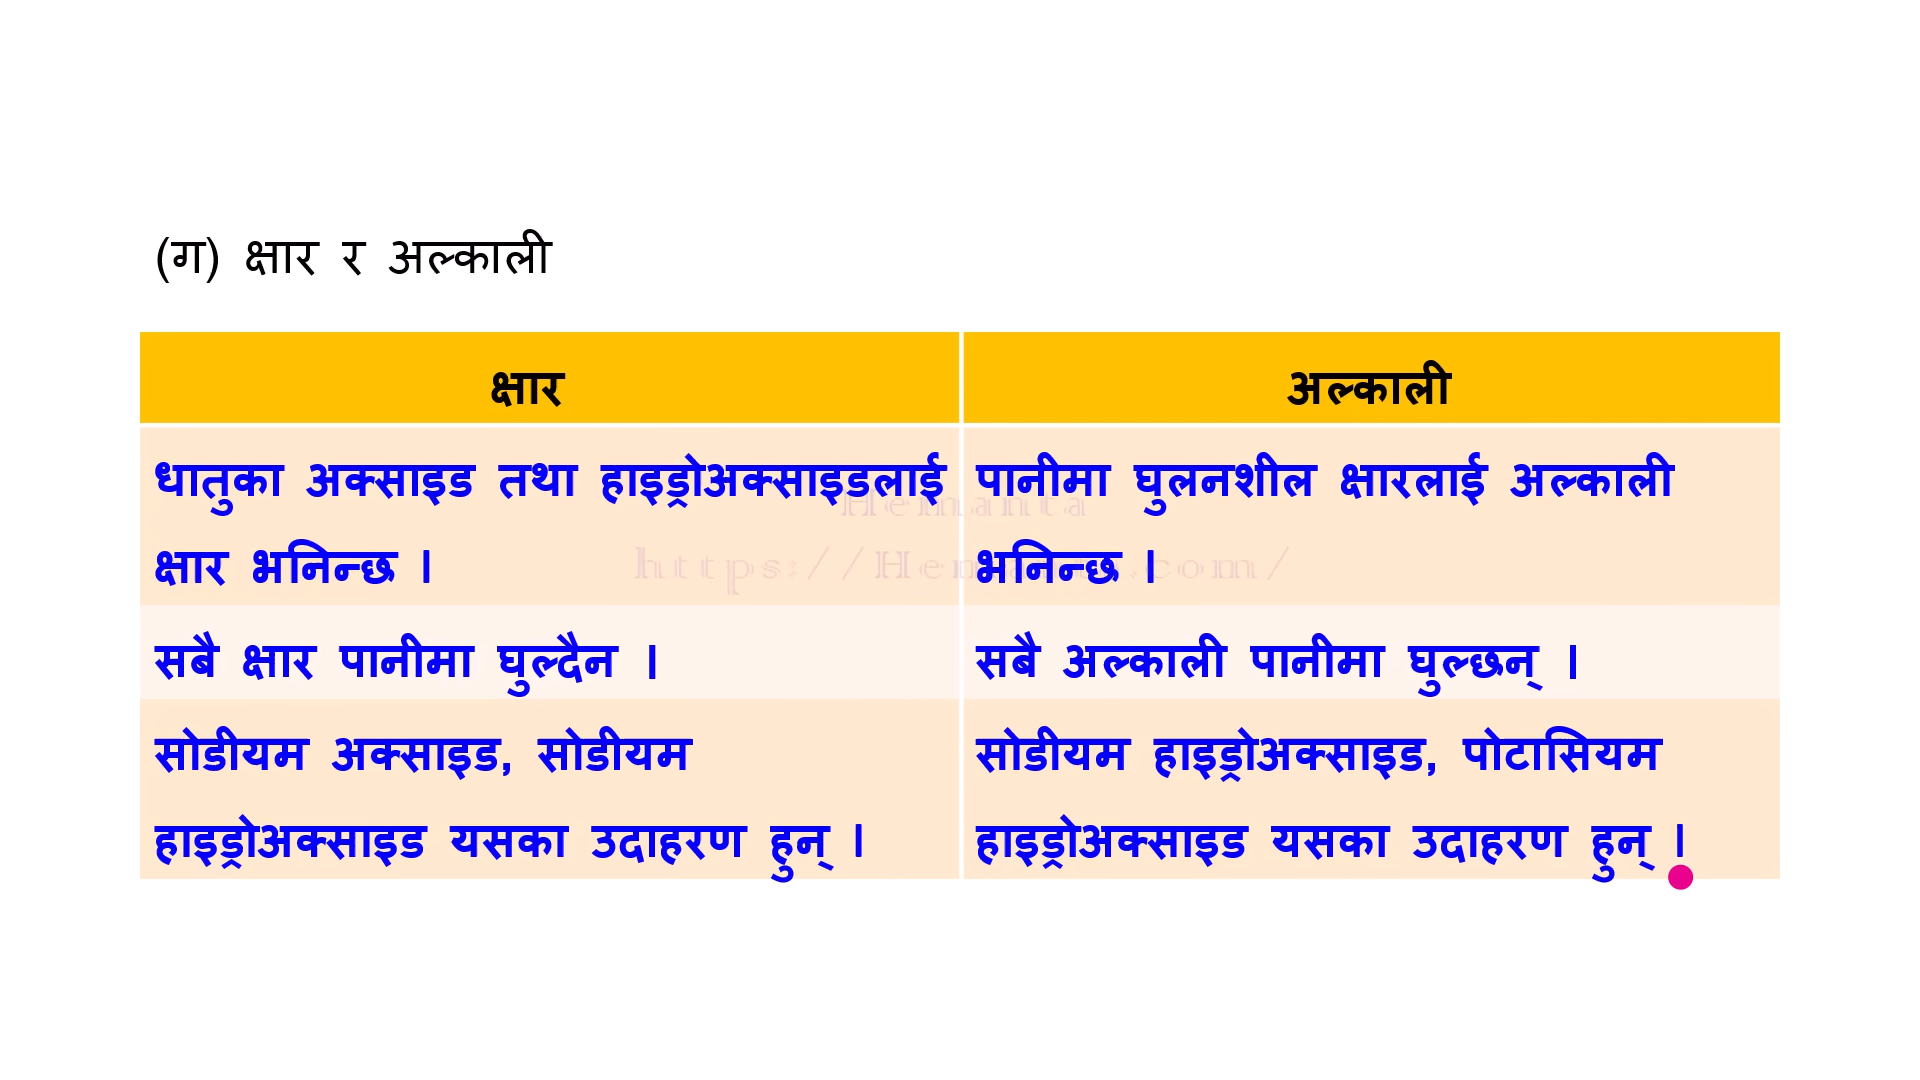 (ग) क्षार र अल्काली
क्षार
अल्काली
धातुका अक्साइड तथा हाइड्रोअक्साइडलाई
क्षार भनिन्छ ।
पानीमा घुलनशील क्षारलाई अल्काली
भनिन्छ ।
सबै क्षार पानीमा घुल्दैन ।
सबै अल्काली पानीमा घुल्छन् ।
सोडीयम अक्साइड, सोडीयम
हाइड्रोअक्साइड यसका उदाहरण हुन् ।
सोडीयम हाइड्रोअक्साइड, पोटासियम
हाइड्रोअक्साइड यसका उदाहरण हुन् ।
Hemanta